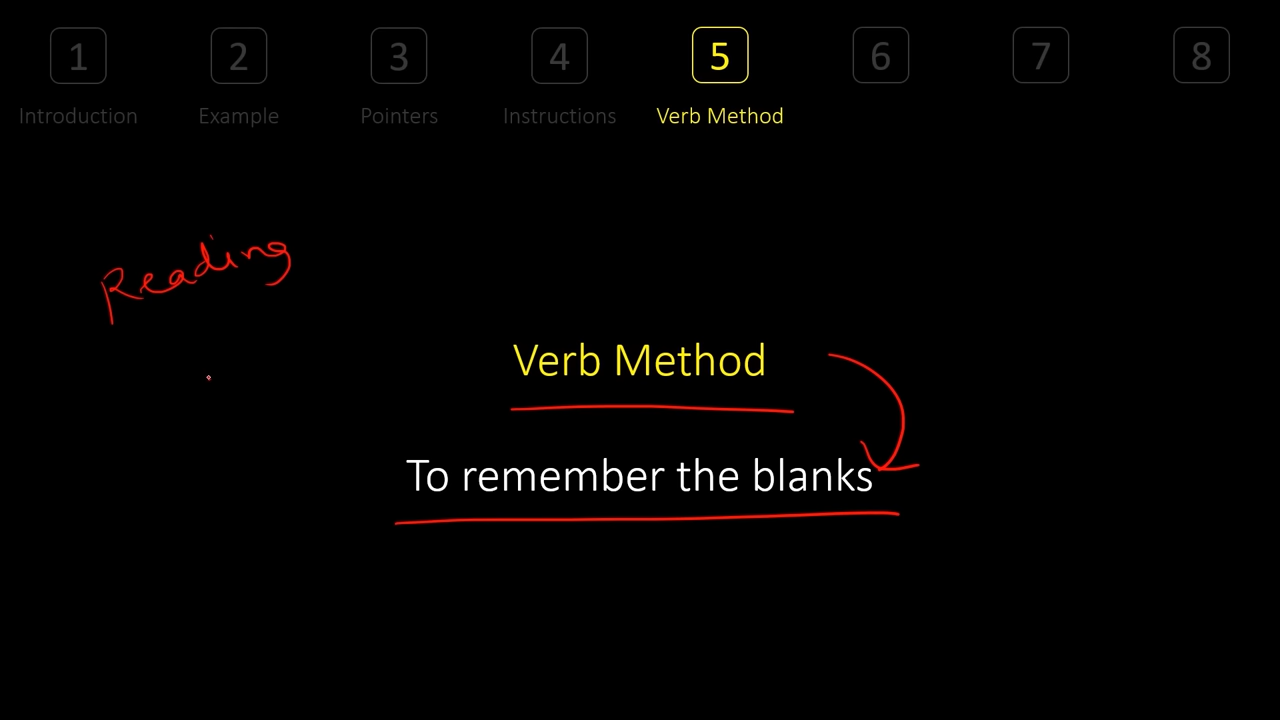 1 2 3 4 5 6 7 8
Introduction Example Pointers Instructions Verb Method
Reading
Verb Method
To remember the blanks